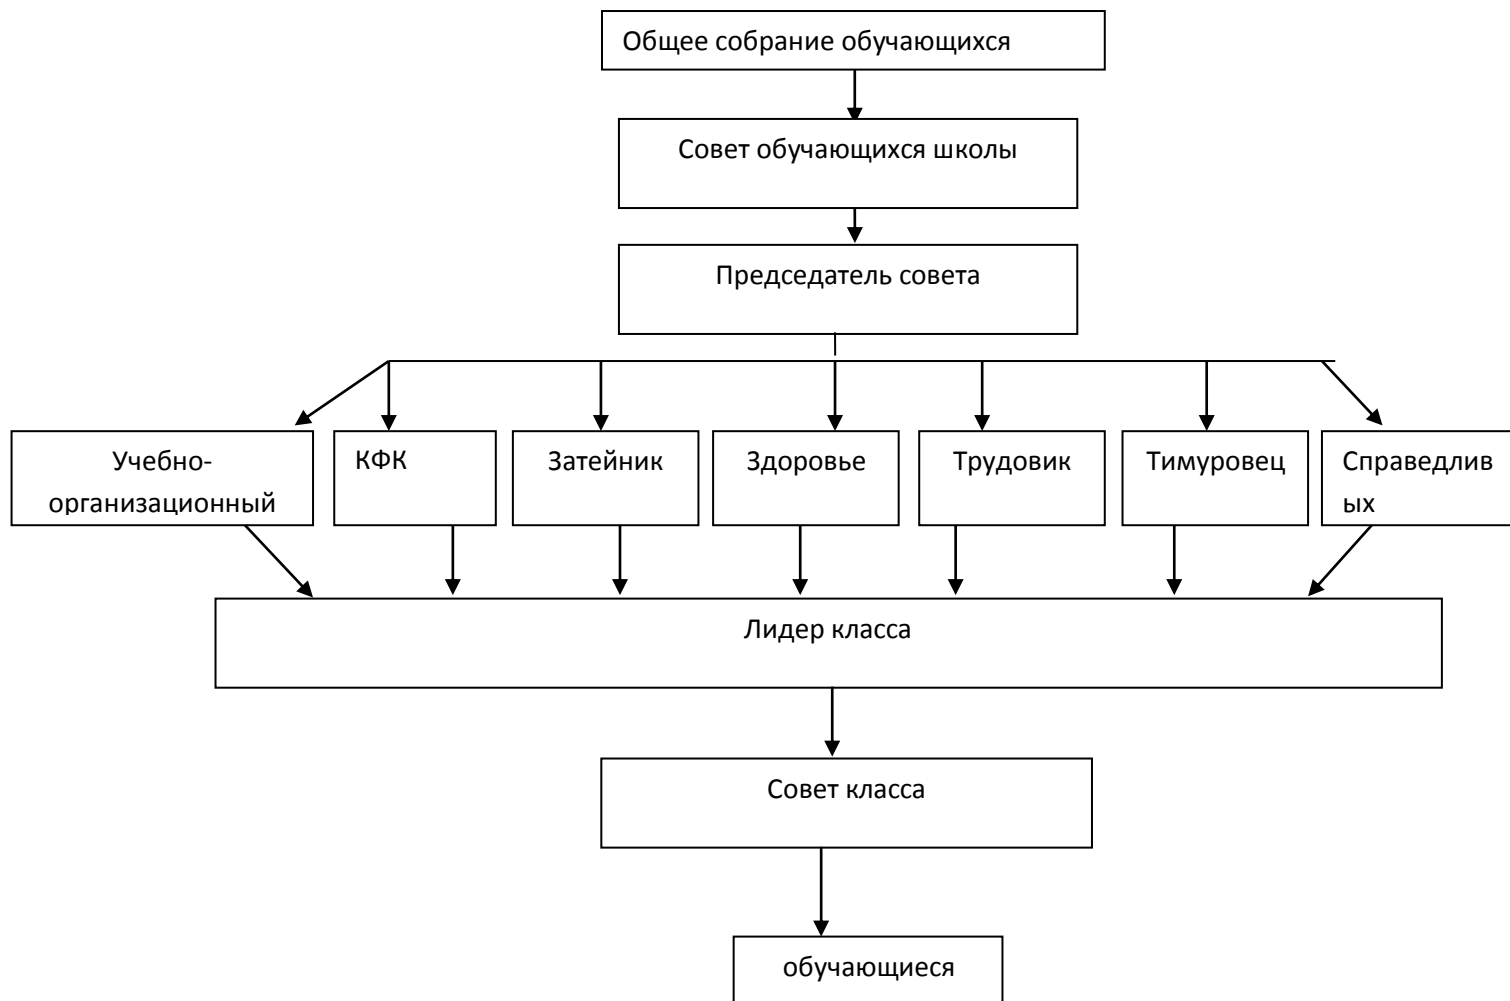 Общее собрание обучающихся
Совет обучающихся школы
Председатель совета
Учебно-
организационный
КФК
Затейник
Здоровье
Трудовик
Тимуровец
Справедлив
ых
Лидер класса
Совет класса
обучающиеся